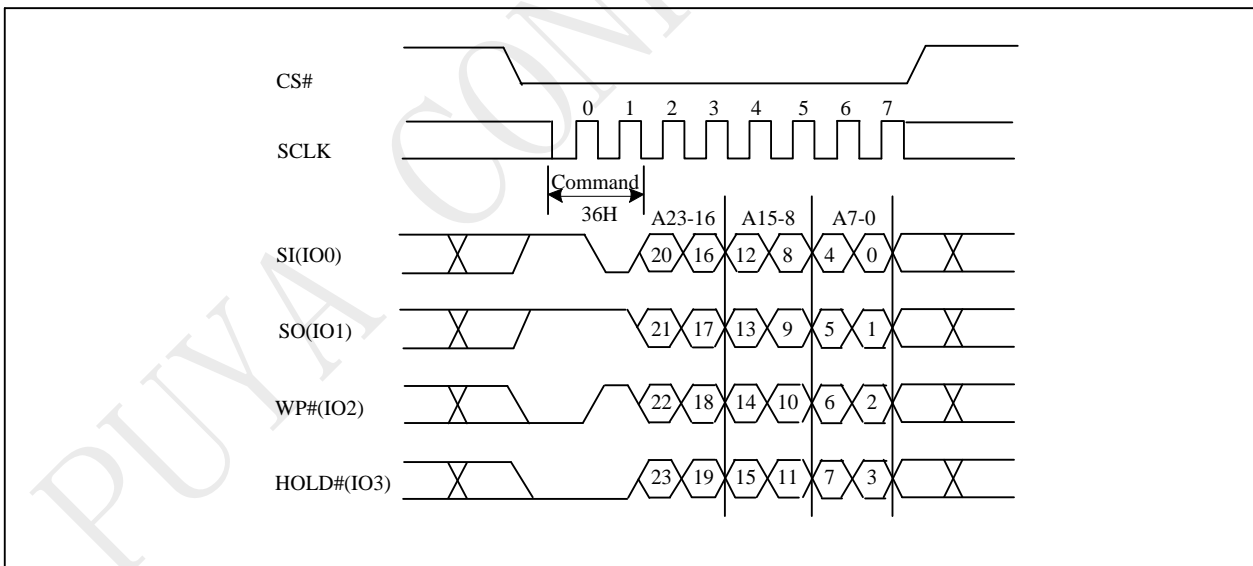 CS#
0 1 2 3 4 5 6 7
SCLK
Command
36H
A23-16 A15-8 A7-0
SI(IO0) 20 16 12 8 4 0
SO(IO1) 21 17 13 9 5 1
WP#(IO2) 22 18 14 10 6 2
HOLD#(IO3) 23 19 15 11 7 3
PUYA CON